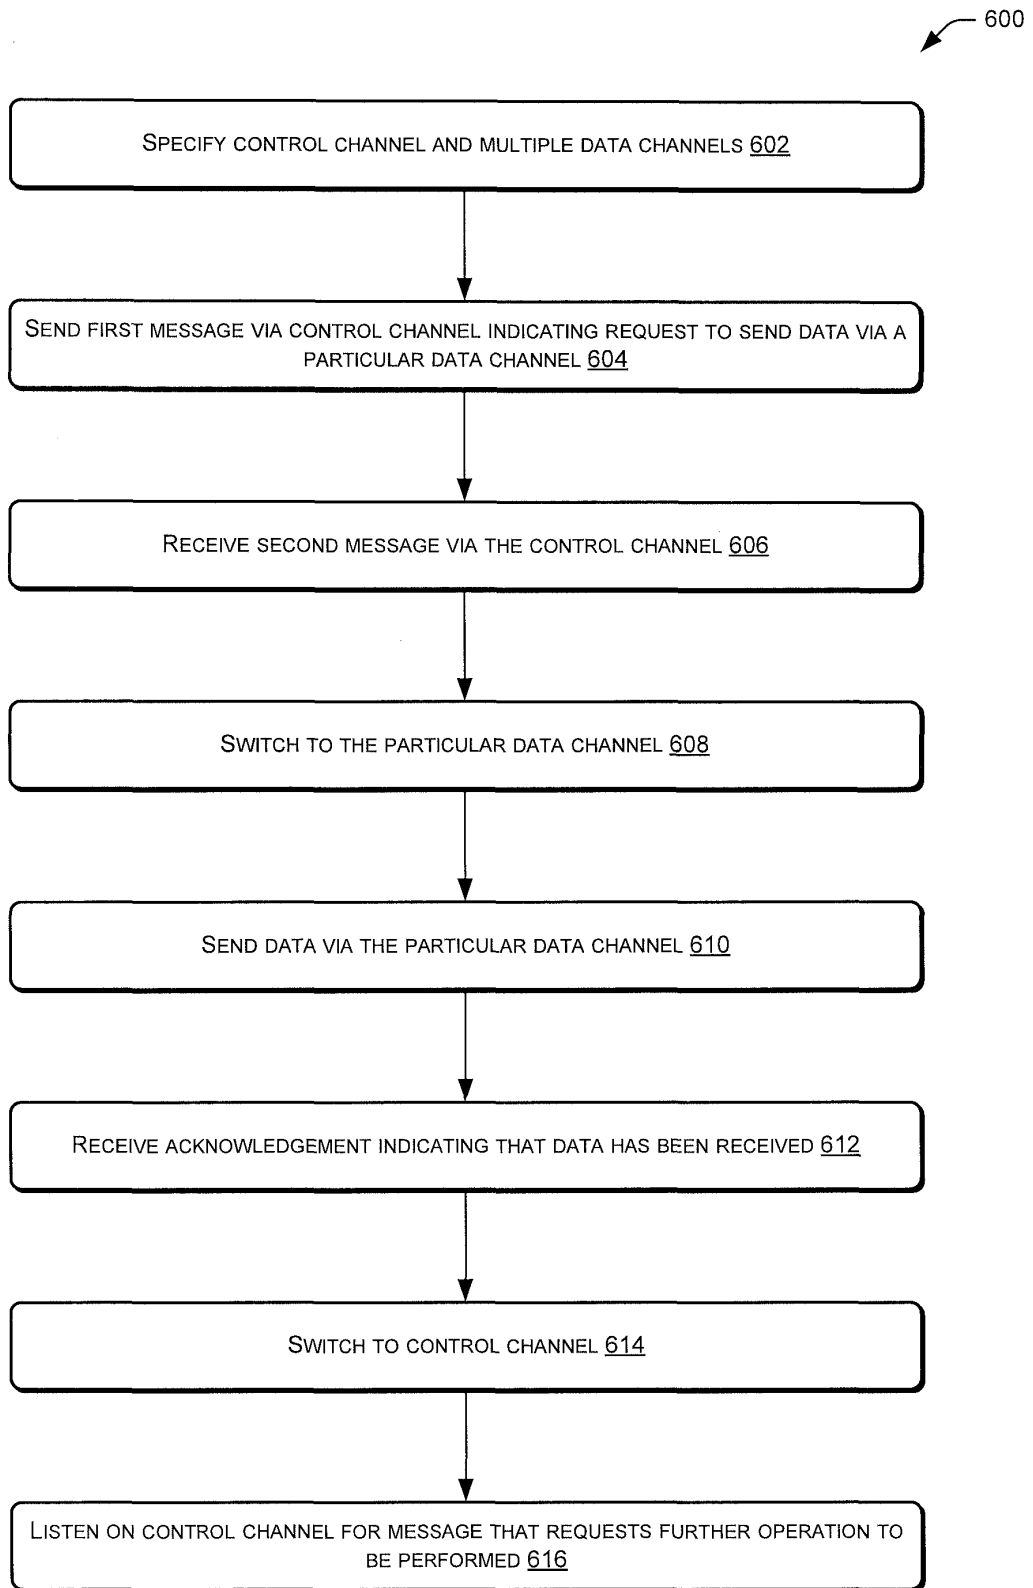 600
SPECIFY CONTROL CHANNEL AND MULTIPLE DATA CHANNELS 602
SEND FIRST MESSAGE VIA CONTROL CHANNEL INDICATING REQUEST TO SEND DATA VIA A
PARTICULAR DATA CHANNEL 604
RECEIVE SECOND MESSAGE VIA THE CONTROL CHANNEL 606
SWITCH TO THE PARTICULAR DATA CHANNEL 608
SEND DATA VIA THE PARTICULAR DATA CHANNEL 610
RECEIVE ACKNOWLEDGEMENT INDICATING THAT DATA HAS BEEN RECEIVED 612
SWITCH TO CONTROL CHANNEL 614
LISTEN ON CONTROL CHANNEL FOR MESSAGE THAT REQUESTS FURTHER OPERATION TO
BE PERFORMED 616